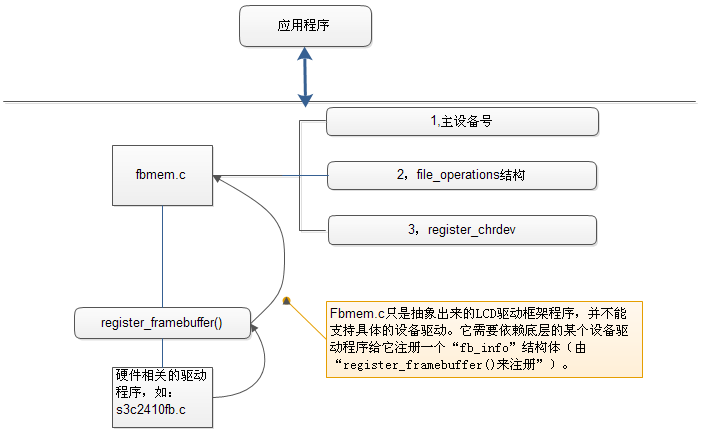 应用程序
1,主设备号
fbmem.c
2，file_operations结构
3，register_chrdev
register_framebuffer()
Fbmem.c只是抽象出来的LCD驱动框架程序，并不能
支持具体的设备驱动。它需要依赖底层的某个设备驱
动程序给它注册一个“fb_info”结构体（由
“register_framebuffer()来注册”）。
硬件相关的驱动
程序，如：
s3c2410fb.c